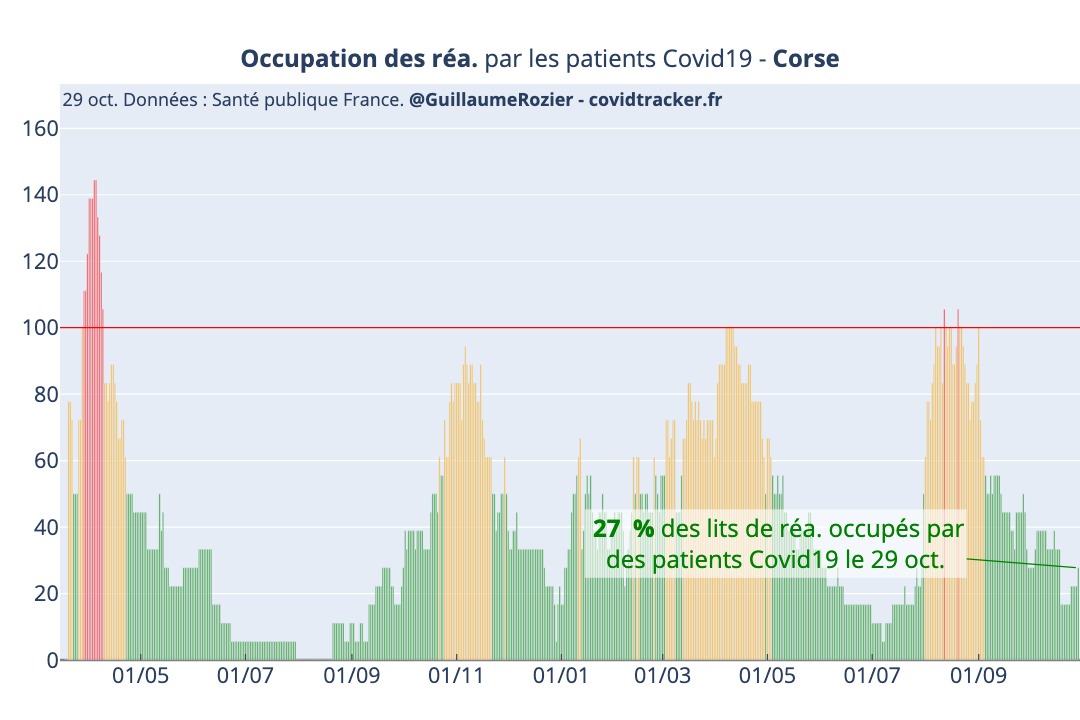 Occupation des réa. par les patients Covid19 - Corse
29 oct. Données : Santé publique France. @GuillaumeRozier - covidtracker.fr
160
140
120
100
80
60
40
20
0
27 % des lits de réa. occupés par
des patients Covid19 le 29 oct.
01/05 01/07 01/09 01/11 01/01 01/03 01/05 01/07 01/09